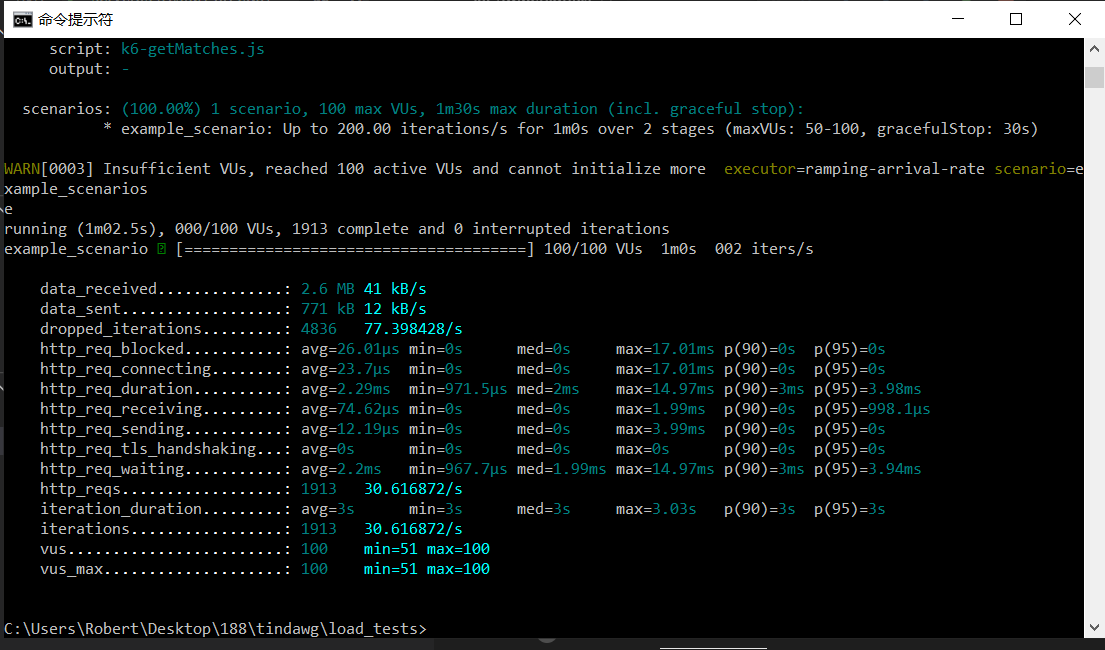 命令提示符
script: k6-getMatches.js
output: -
scenarios: (100.00%) 1 scenario, 100 max VUs, 1m30s max duration (incl. graceful stop):
* example_scenario: Up to 200.00 iterations/s for 1m0s over 2 stages (maxVUs: 50-100, gracefulStop: 30s)
WARN[0003] Insufficient VUs, reached 100 active VUs and cannot initialize more  executor=ramping-arrival-rate scenario=e
xample_scenarios
e
running (1m02.5s), 000/100 VUs, 1913 complete and 0 interrupted iterations
example_scenario [======================================] 100/100 VUs  1m0s  002 iters/s
data_received..............: 2.6 MB 41 kB/s
data_sent..................: 771 kB 12 kB/s
dropped_iterations.........: 4836   77.398428/s
http_req_blocked...........: avg=26.01µs min=0s      med=0s     max=17.01ms p(90)=0s  p(95)=0s
http_req_connecting........: avg=23.7µs  min=0s      med=0s     max=17.01ms p(90)=0s  p(95)=0s
http_req_duration..........: avg=2.29ms  min=971.5µs med=2ms    max=14.97ms p(90)=3ms p(95)=3.98ms
http_req_receiving.........: avg=74.62µs min=0s      med=0s     max=1.99ms  p(90)=0s  p(95)=998.1µs
http_req_sending...........: avg=12.19µs min=0s      med=0s     max=3.99ms  p(90)=0s  p(95)=0s
http_req_tls_handshaking...: avg=0s      min=0s      med=0s     max=0s      p(90)=0s  p(95)=0s
http_req_waiting...........: avg=2.2ms   min=967.7µs med=1.99ms max=14.97ms p(90)=3ms p(95)=3.94ms
http_reqs..................: 1913   30.616872/s
iteration_duration.........: avg=3s      min=3s      med=3s     max=3.03s   p(90)=3s  p(95)=3s
iterations.................: 1913   30.616872/s
vus........................: 100    min=51 max=100
vus_max....................: 100    min=51 max=100
C:\Users\Robert\Desktop\188\tindawg\load_tests>